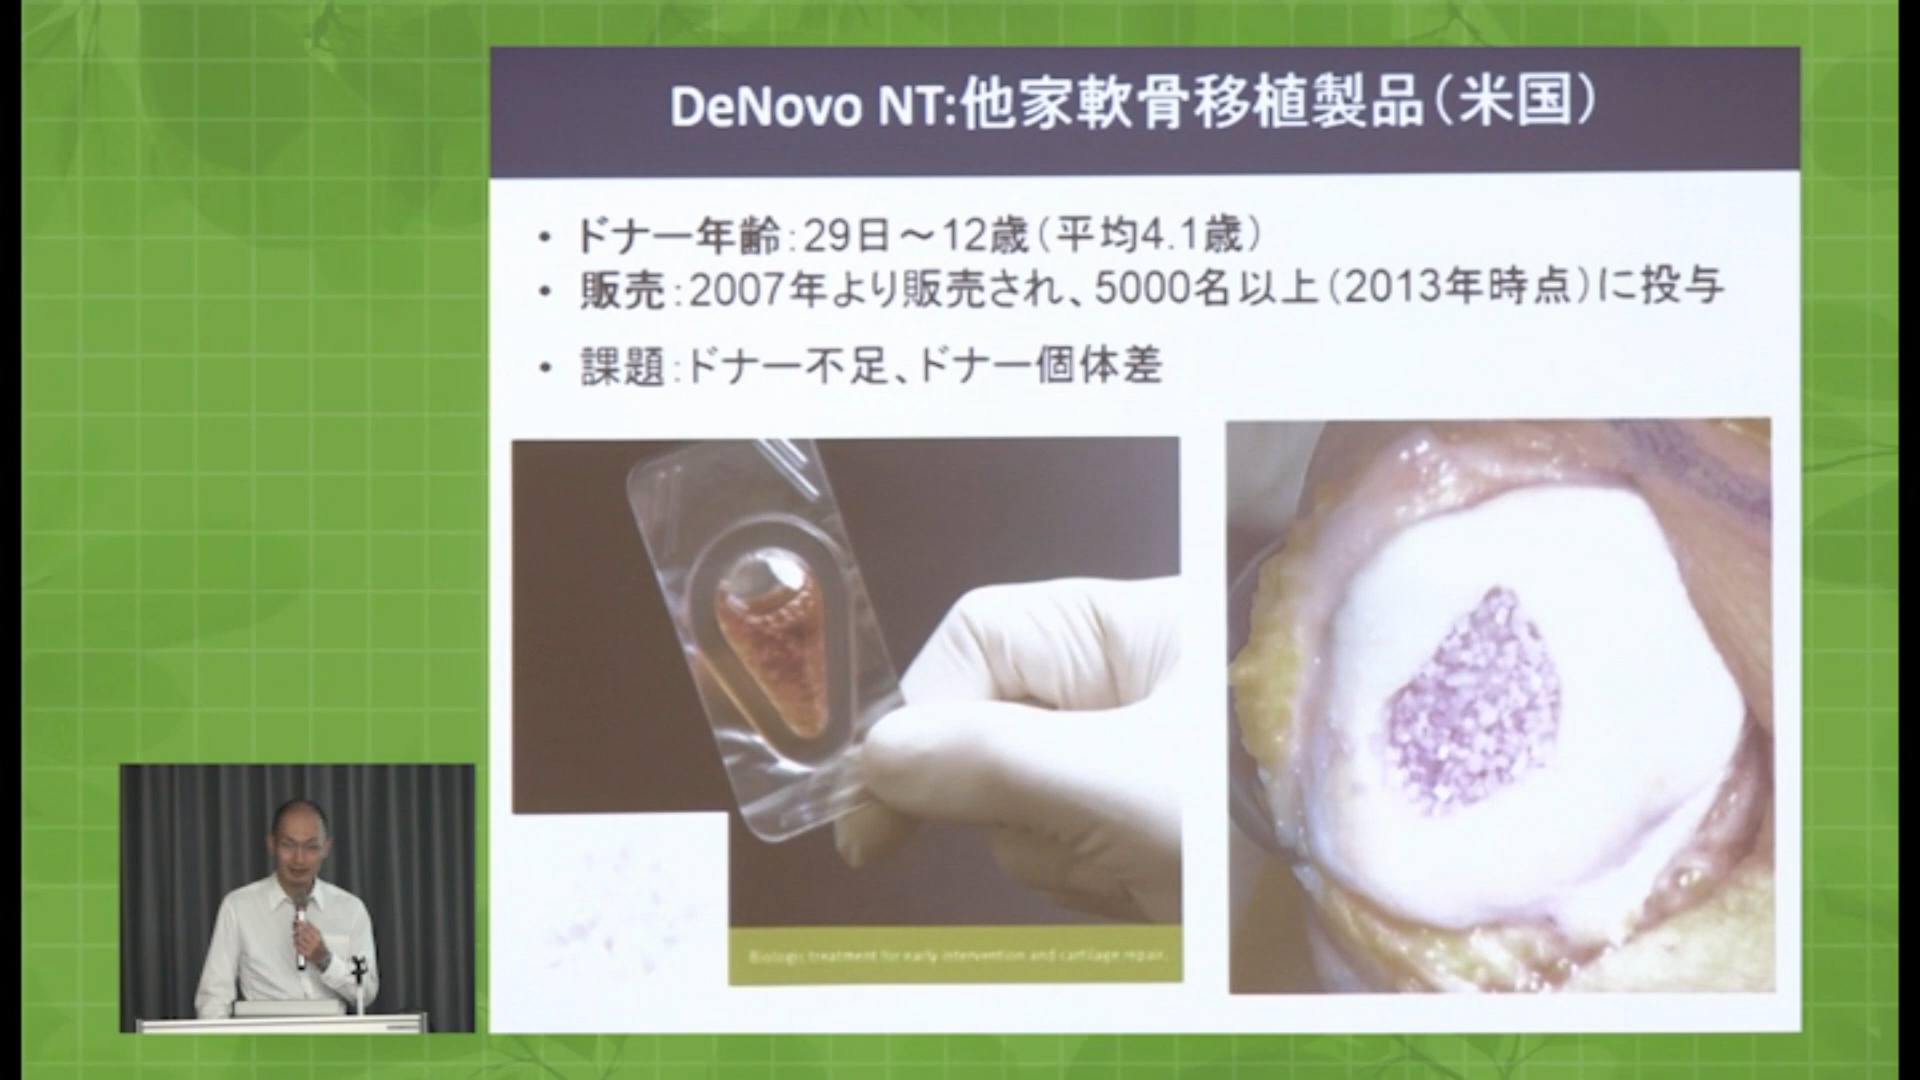 DeNovo NT:他家軟骨移植製品（米国）
• ドナー年齢：29日～12歳（平均4.1歳）
• 販売：2007年より販売され、5000名以上（2013年時点）に投与
• 課題：ドナー不足、ドナー個体差
Biologic treatment for early intervention and cartilage repair.